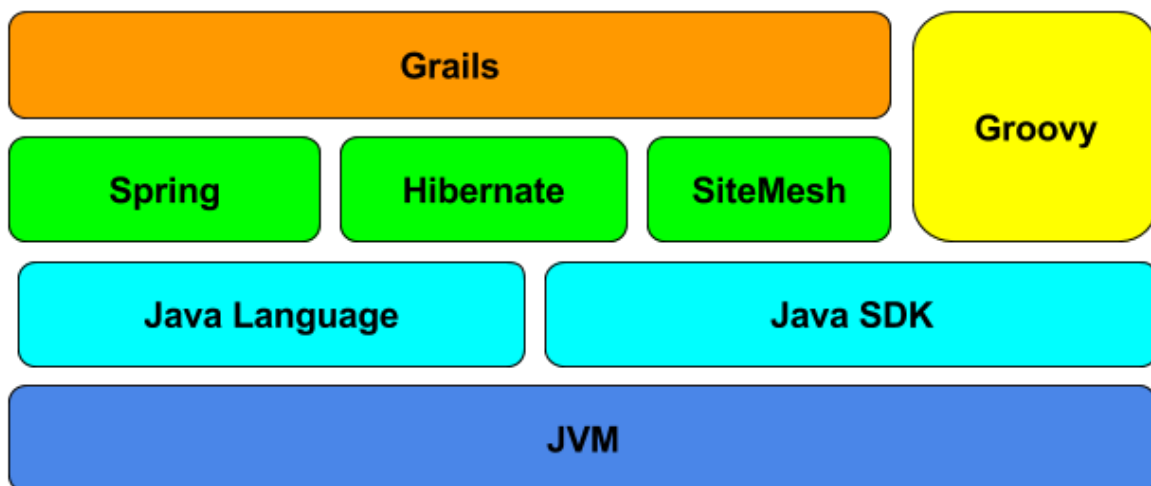 Grails
Groovy
Spring
Hibernate
SiteMesh
Java Language
Java SDK
JVM